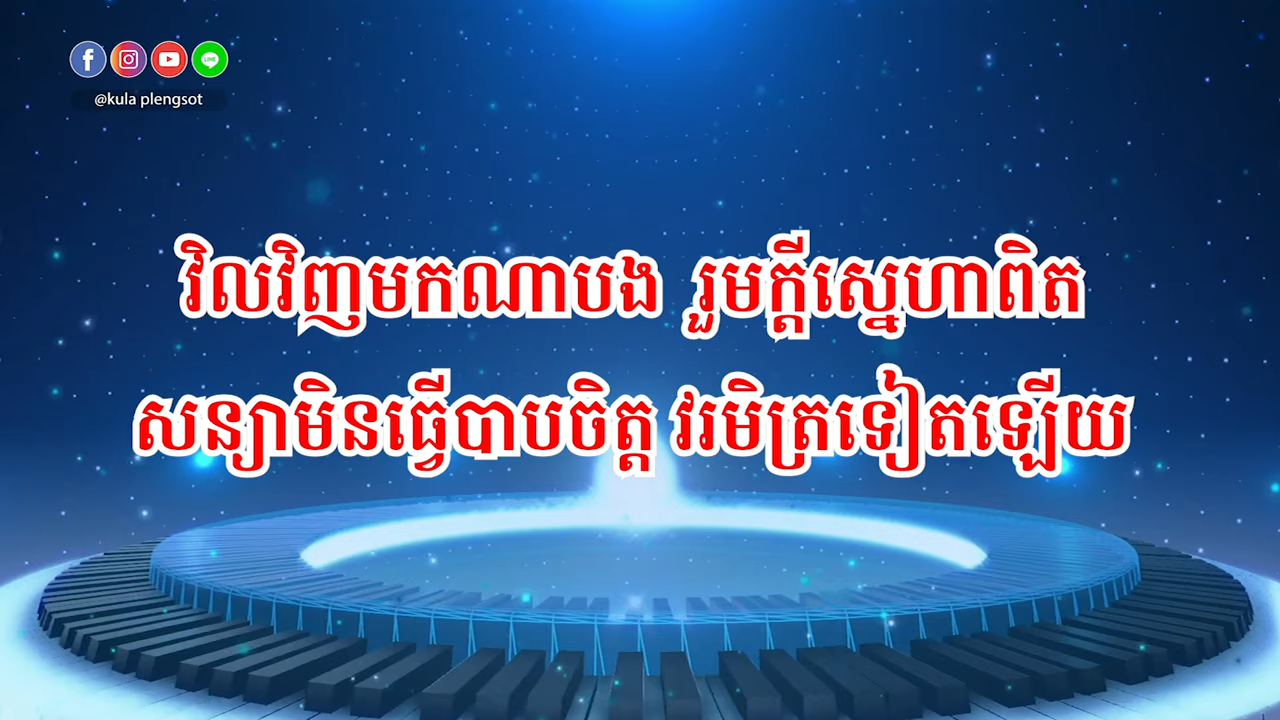 @kula plengsot
វិលវិញមកណាបង រួមក្ដីស្នេហាពិត
សន្យាមិនធ្វើបាបចិត្ត វរមិត្រទៀតឡើយ